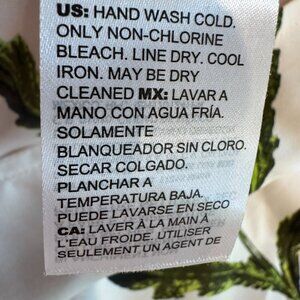 US: HAND WASH COLD.
ONLY NON-CHLORINE
BLEACH. LINE DRY. COOL
IRON. MAY BE DRY
CLEANED MX: LAVAR A
MANO CON AGUA FRÍA.
SOLAMENTE
BLANQUEADOR SIN CLORO.
SECAR COLGADO.
PLANCHAR A
TEMPERATURA BAJA.
PUEDE LAVARSE EN SECO
CA: LAVER À LA MAIN À
L'EAU FROIDE. UTILISER
SEULEMENT UN AGENT DE